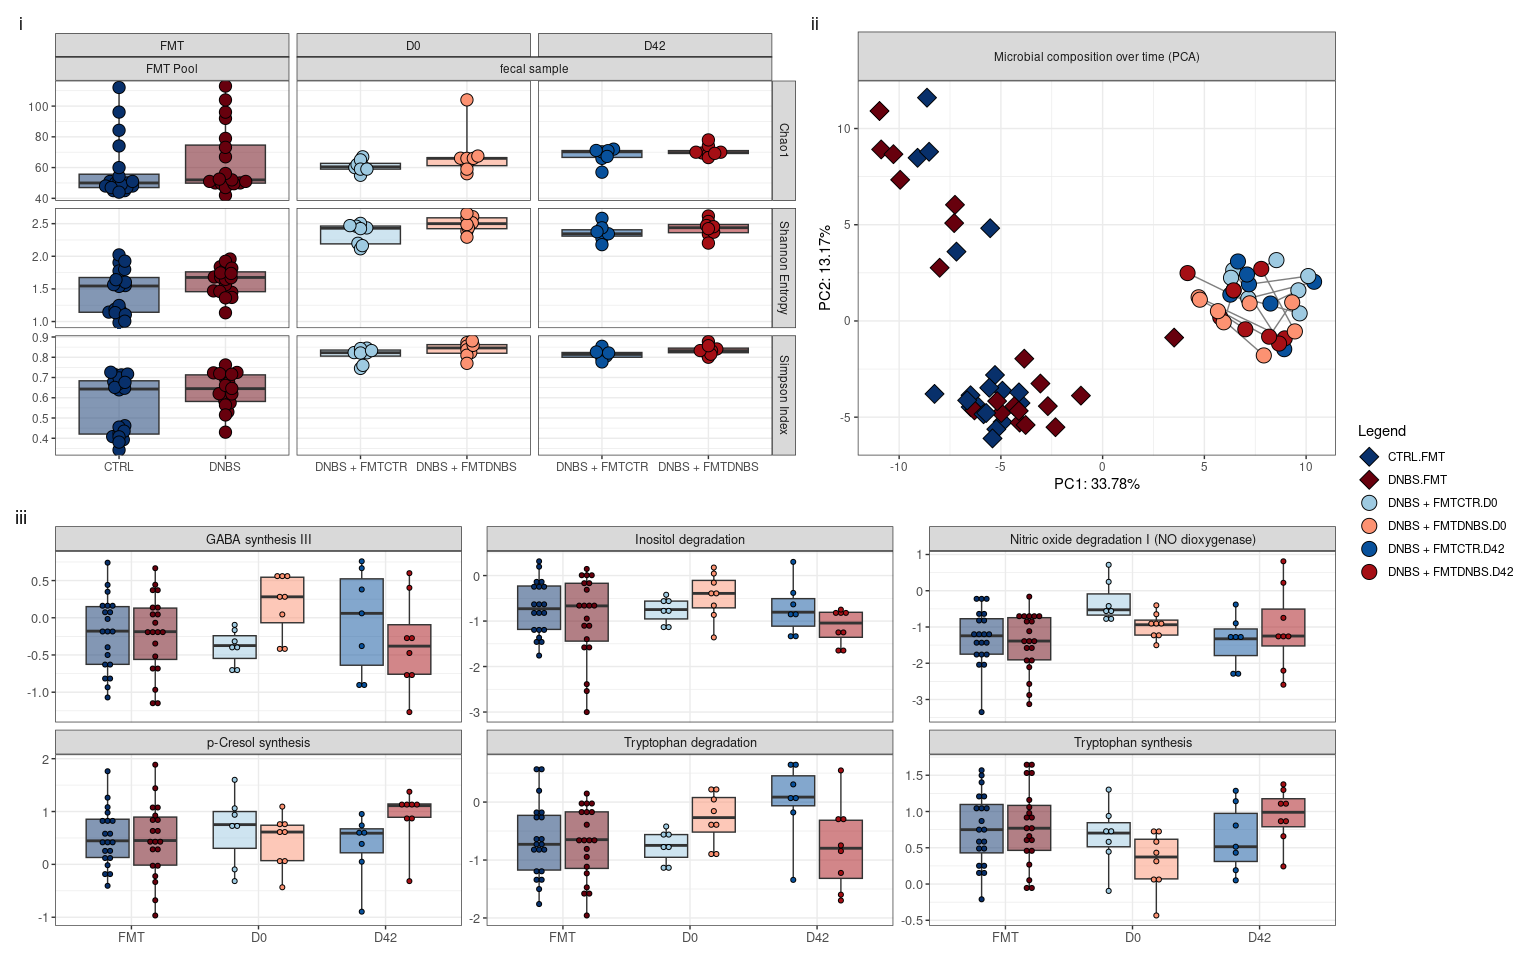 i
FMT
D0
D42
FMT Pool
fecal sample
100
80
60
40
Chao1
2.5
2.0
1.5
1.0
Shannon Entropy
0.9
0.8
0.7
0.6
0.5
0.4
Simpson Index
CTRL
DNBS
DNBS + FMTCTR
DNBS + FMTDNBS
DNBS + FMTCTR
DNBS + FMTDNBS
ii
Microbial composition over time (PCA)
PC2: 13.17%
10
5
0
-5
-10
-5
0
5
10
PC1: 33.78%
Legend
CTRL.FMT
DNBS.FMT
DNBS + FMTCTR.D0
DNBS + FMTDNBS.D0
DNBS + FMTCTR.D42
DNBS + FMTDNBS.D42
iii
GABA synthesis III
0.5
0.0
-0.5
-1.0
Inositol degradation
0
-1
-2
-3
Nitric oxide degradation I (NO dioxygenase)
1
0
-1
-2
-3
p-Cresol synthesis
2
1
0
-1
FMT
D0
D42
Tryptophan degradation
0
-1
-2
FMT
D0
D42
Tryptophan synthesis
1.5
1.0
0.5
0.0
-0.5
FMT
D0
D42